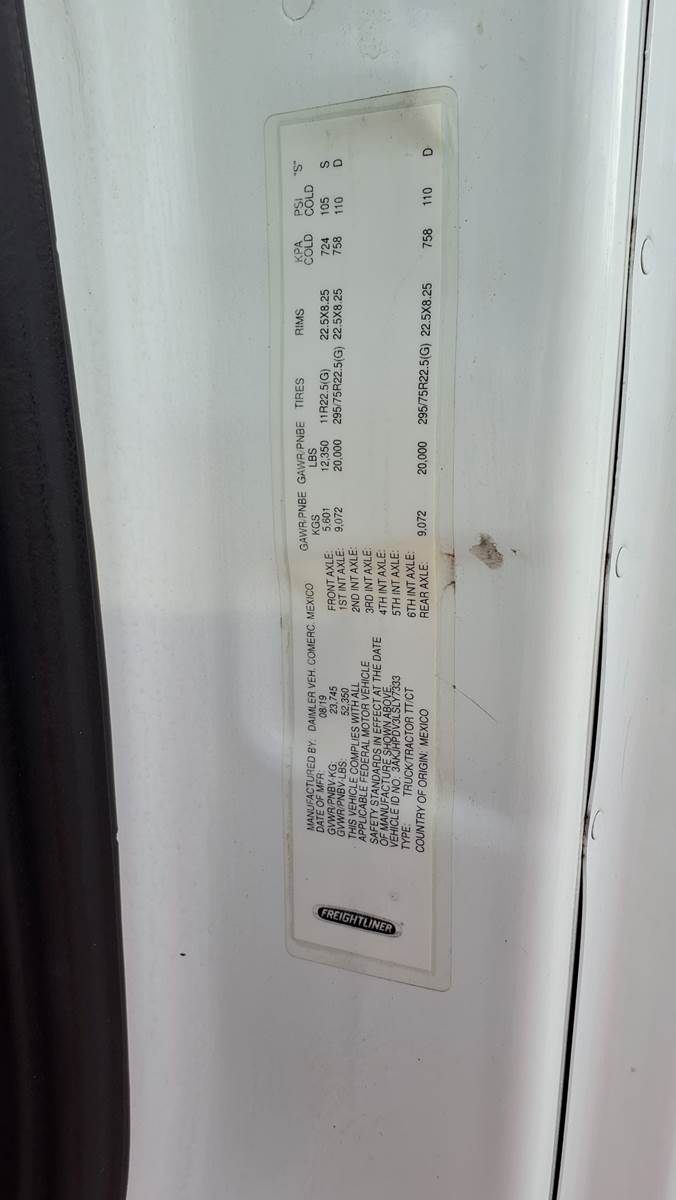 FREIGHTLINER
MANUFACTURED BY: DAIMLER VEH. COMERC. MEXICO
DATE OF MFR: 08/19
GVWR/PNBV-KG: 23,745
GVWR/PNBV-LBS: 52,350
THIS VEHICLE COMPLIES WITH ALL
APPLICABLE FEDERAL MOTOR VEHICLE
SAFETY STANDARDS IN EFFECT AT THE DATE
OF MANUFACTURE SHOWN ABOVE.
VEHICLE ID NO. 3AKJHPDV3LSLY7333
TYPE: TRUCK/TRACTOR TT/CT
COUNTRY OF ORIGIN: MEXICO
GAWR/PNBE GAWR/PNBE TIRES RIMS KPA PSI "S"
KGS LBS COLD COLD
FRONT AXLE: 5,601 12,350 11R22.5(G) 22.5X8.25 724 105 S
1ST INT AXLE: 9,072 20,000 295/75R22.5(G) 22.5X8.25 758 110 D
2ND INT AXLE:
3RD INT AXLE:
4TH INT AXLE:
5TH INT AXLE:
6TH INT AXLE:
REAR AXLE: 9,072 20,000 295/75R22.5(G) 22.5X8.25 758 110 D